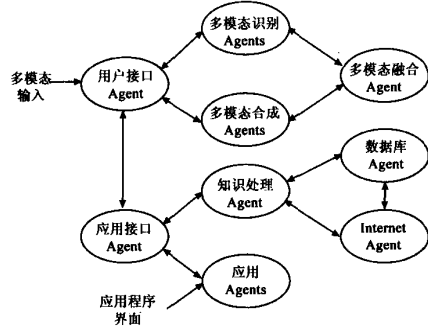 多模态识别
Agents
多模态
输入
用户接口
Agent
多模态融合
Agent
多模态合成
Agents
数据库
Agent
知识处理
Agent
应用接口
Agent
Internet
Agent
应用
Agents
应用程序
界面